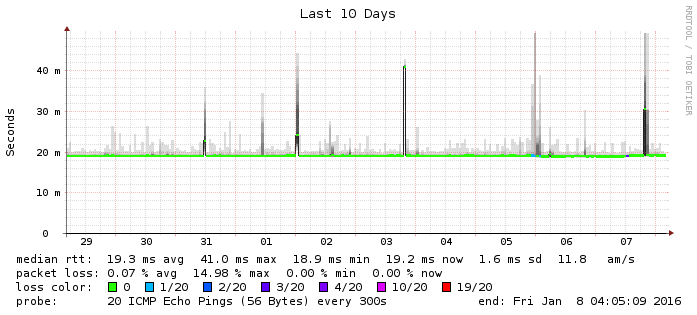 Last 10 Days
RRDTOOL / TOBI OETIKER
Seconds
40 m
30 m
20 m
10 m
0
29 30 31 01 02 03 04 05 06 07
median rtt: 19.3 ms avg 41.0 ms max 18.9 ms min 19.2 ms now 1.6 ms sd 11.8 am/s
packet loss: 0.07 % avg 14.98 % max 0.00 % min 0.00 % now
loss color: 0 1/20 2/20 3/20 4/20 10/20 19/20
probe: 20 ICMP Echo Pings (56 Bytes) every 300s end: Fri Jan 8 04:05:09 2016